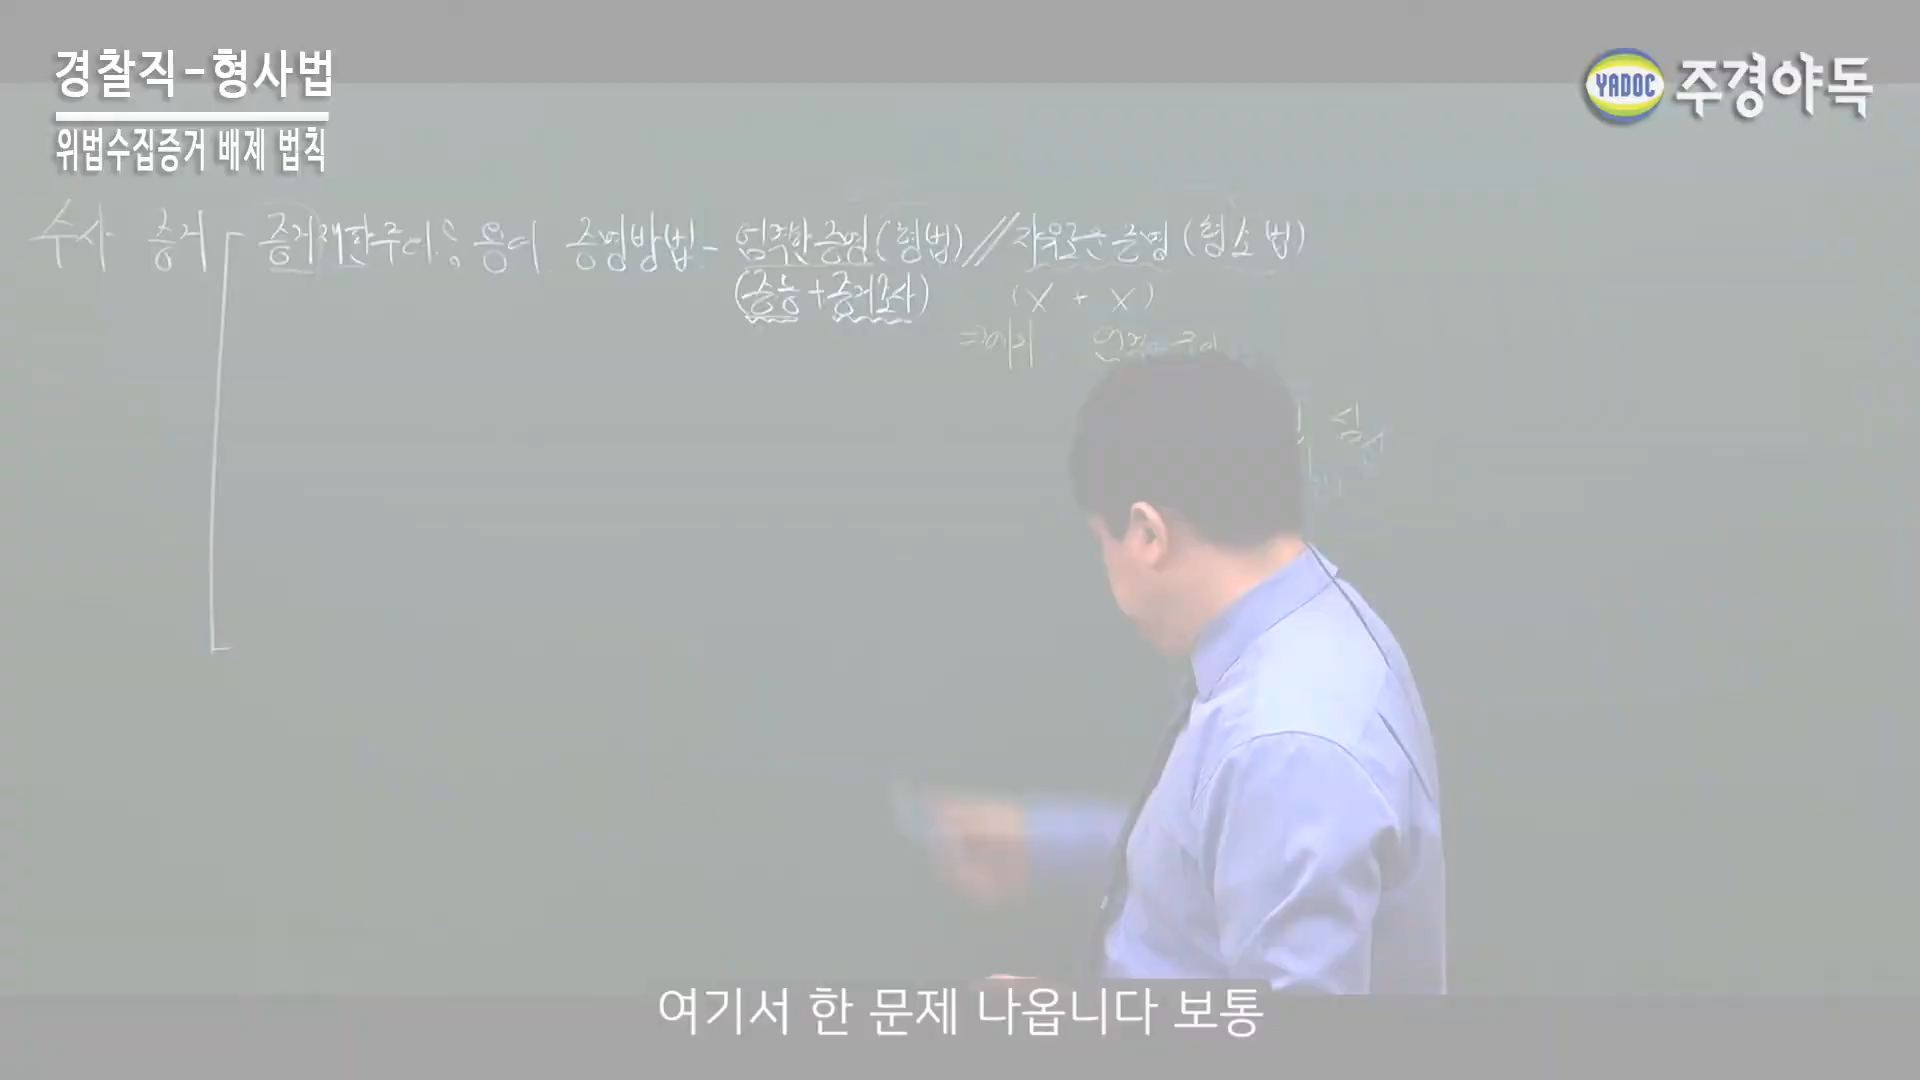 경찰직-형사법
위법수집증거 배제 법칙
YADOC 주경야독
수사 증거 증거재판주의 증명방법 - 엄격한증명(형법) // 자유로운증명 (형소법)
(증능+증거조사) (X + X)
여기서 한 문제 나옵니다 보통